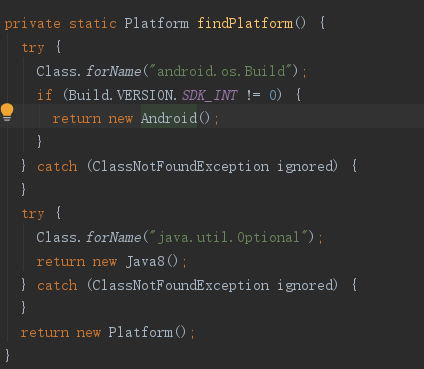 private static Platform findPlatform() {
  try {
    Class.forName("android.os.Build");
    if (Build.VERSION.SDK_INT != 0) {
      return new Android();
    }
  } catch (ClassNotFoundException ignored) {
  }
  try {
    Class.forName("java.util.Optional");
    return new Java8();
  } catch (ClassNotFoundException ignored) {
  }
  return new Platform();
}